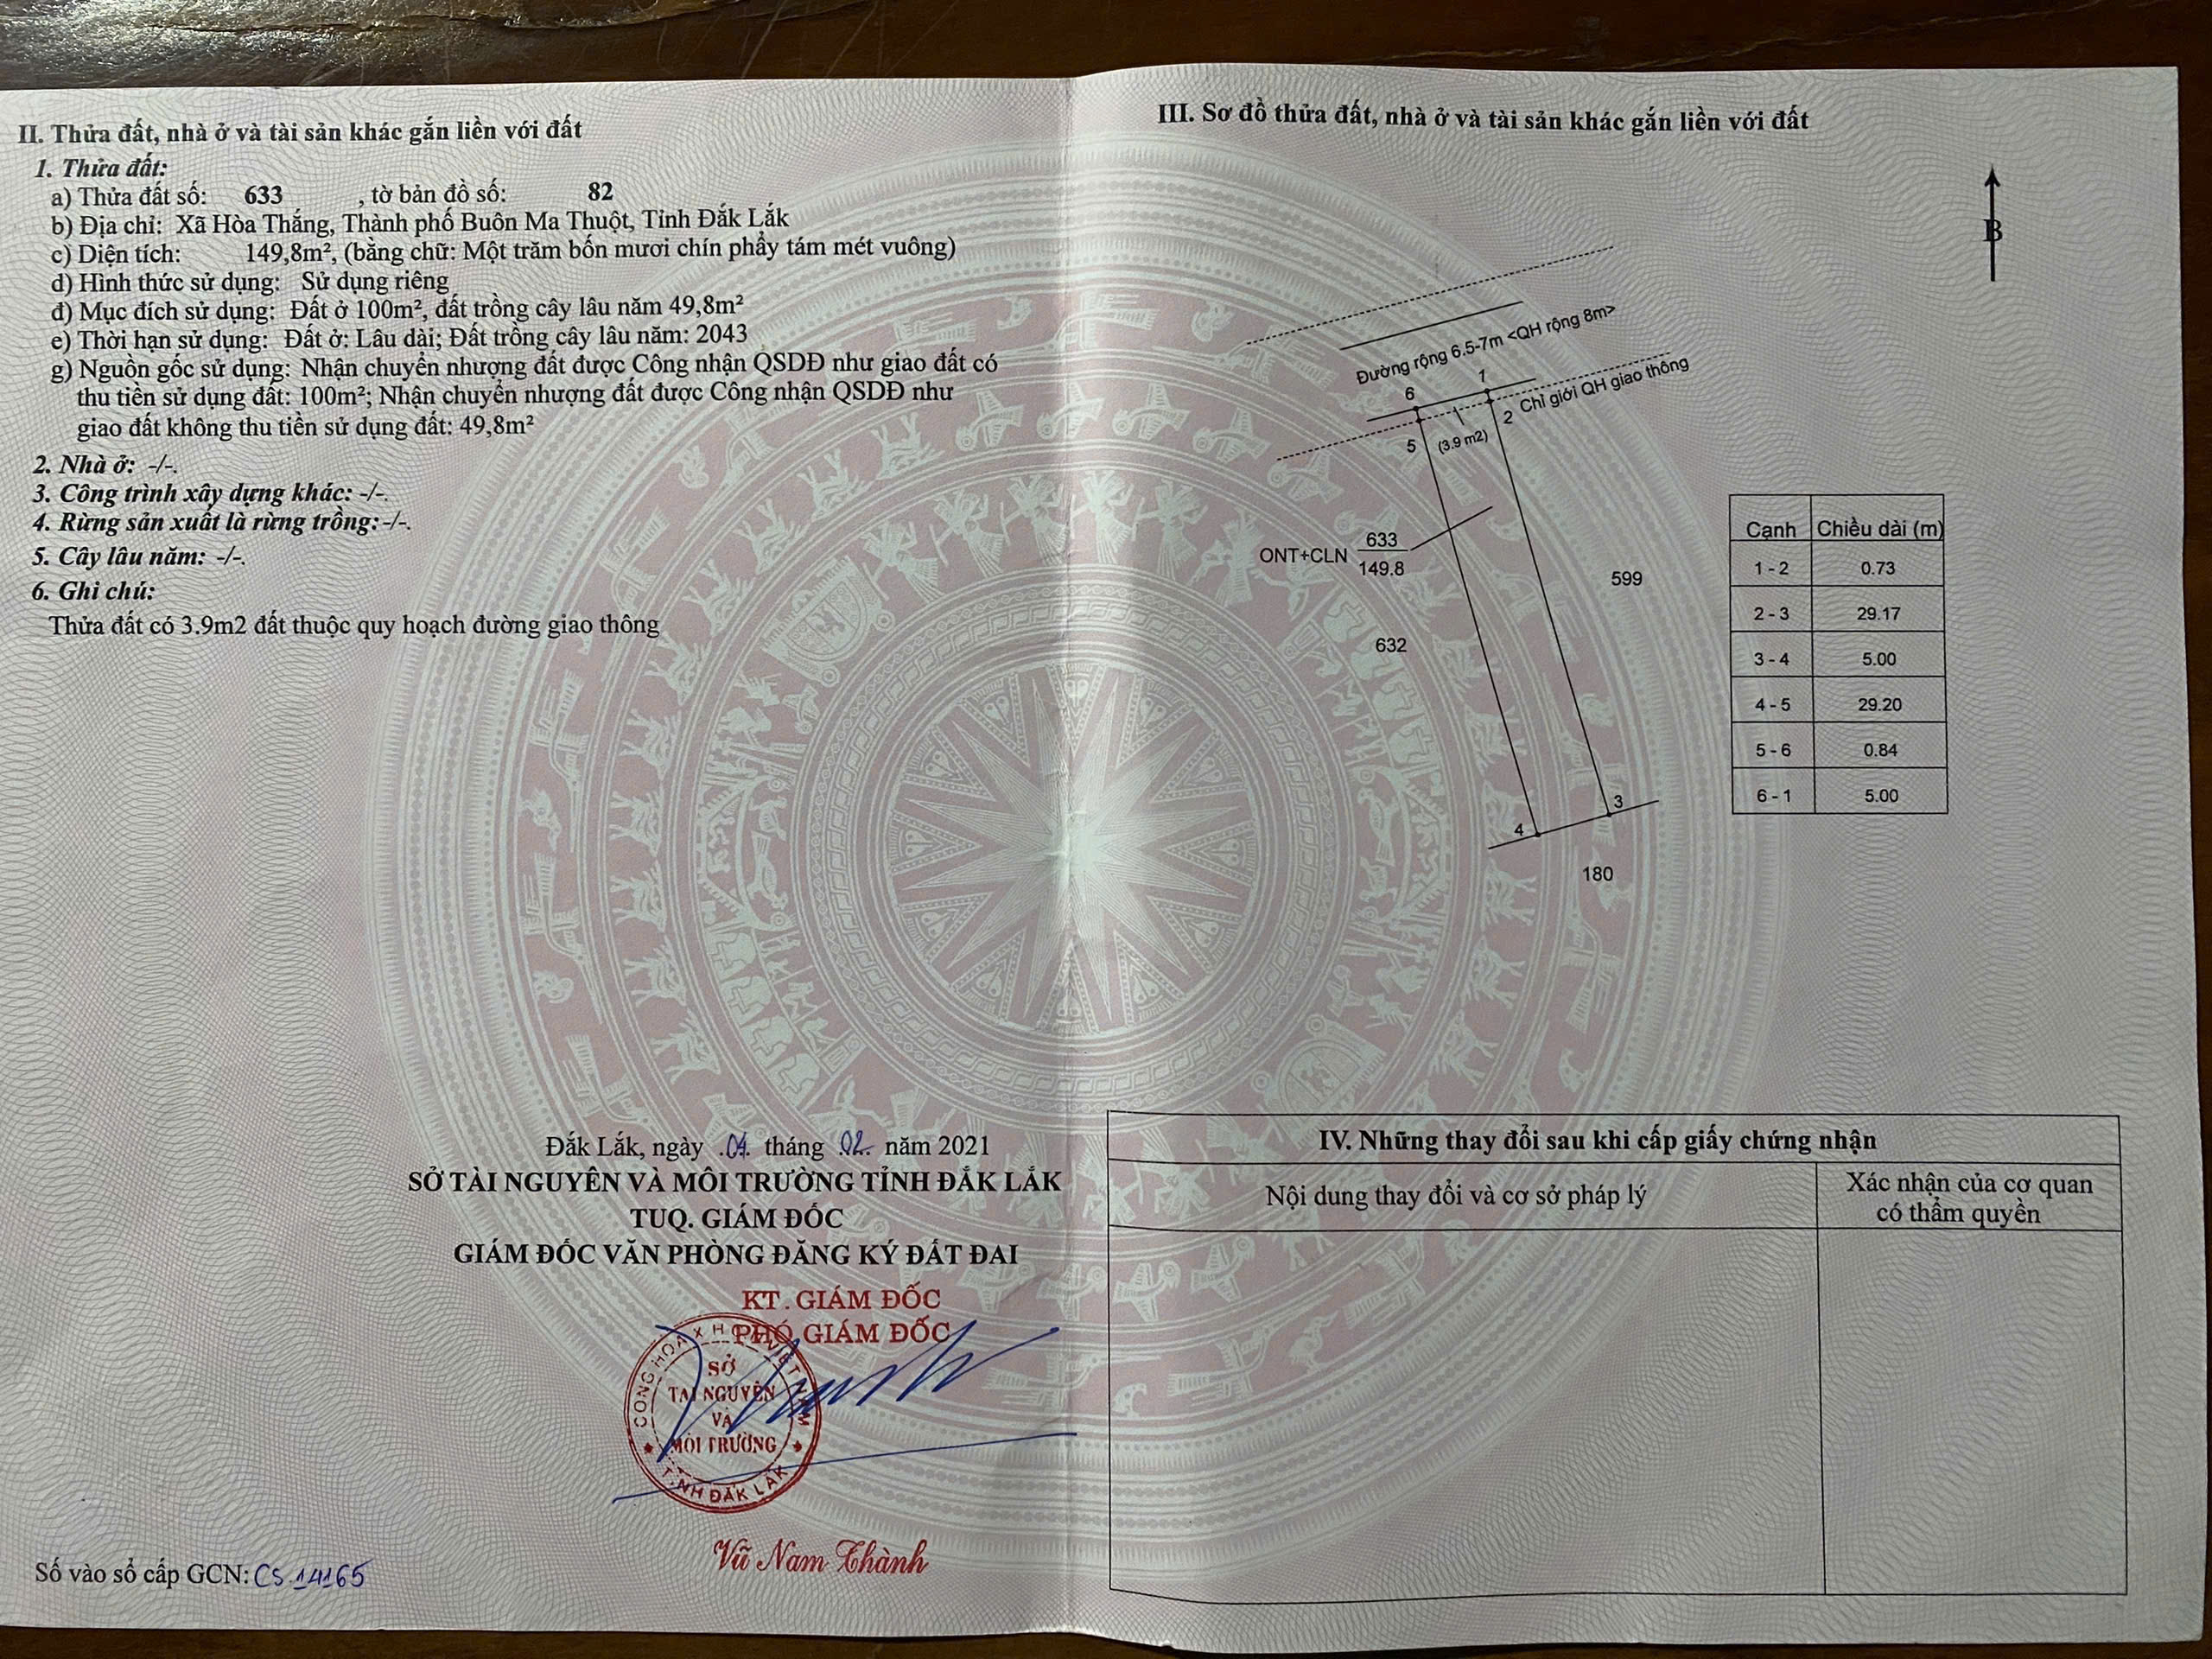 II. Thửa đất, nhà ở và tài sản khác gắn liền với đất
1. Thửa đất:
a) Thửa đất số: 633 , tờ bản đồ số: 82
b) Địa chỉ: Xã Hòa Thắng, Thành phố Buôn Ma Thuột, Tỉnh Đắk Lắk
c) Diện tích: 149,8m², (bằng chữ: Một trăm bốn mươi chín phẩy tám mét vuông)
d) Hình thức sử dụng: Sử dụng riêng
đ) Mục đích sử dụng: Đất ở 100m², đất trồng cây lâu năm 49,8m²
e) Thời hạn sử dụng: Đất ở: Lâu dài; Đất trồng cây lâu năm: 2043
g) Nguồn gốc sử dụng: Nhận chuyển nhượng đất được Công nhận QSDĐ như giao đất có
thu tiền sử dụng đất: 100m²; Nhận chuyển nhượng đất được Công nhận QSDĐ như
giao đất không thu tiền sử dụng đất: 49,8m²
2. Nhà ở: -/-.
3. Công trình xây dựng khác: -/-.
4. Rừng sản xuất là rừng trồng: -/-.
5. Cây lâu năm: -/-.
6. Ghi chú:
Thửa đất có 3.9m2 đất thuộc quy hoạch đường giao thông
Đắk Lắk, ngày 04 tháng 02 năm 2021
SỞ TÀI NGUYÊN VÀ MÔI TRƯỜNG TỈNH ĐẮK LẮK
TUQ. GIÁM ĐỐC
GIÁM ĐỐC VĂN PHÒNG ĐĂNG KÝ ĐẤT ĐAI
KT. GIÁM ĐỐC
PHÓ GIÁM ĐỐC
SỞ
TÀI NGUYÊN
VÀ
MÔI TRƯỜNG
TỈNH ĐẮK LẮK
Vũ Nam Thành
Số vào sổ cấp GCN: CS 14165
III. Sơ đồ thửa đất, nhà ở và tài sản khác gắn liền với đất
B
Đường rộng 6.5-7m <QH rộng 8m>
Chỉ giới QH giao thông
6
1
2
5
(3.9 m2)
ONT+CLN 633
149.8
599
632
3
4
180
Cạnh Chiều dài (m)
1 - 2 0.73
2 - 3 29.17
3 - 4 5.00
4 - 5 29.20
5 - 6 0.84
6 - 1 5.00
IV. Những thay đổi sau khi cấp giấy chứng nhận
Nội dung thay đổi và cơ sở pháp lý
Xác nhận của cơ quan
có thẩm quyền